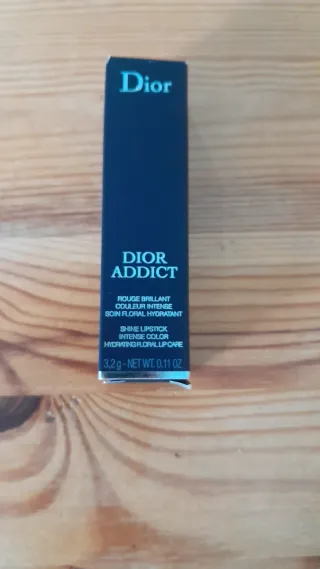 Dior
DIOR
ADDICT
ROUGE BRILLANT
COULEUR INTENSE
SOIN FLORAL HYDRATANT
SHINE LIPSTICK
INTENSE COLOR
HYDRATING FLORAL LIP CARE
3,2 g - NET WT. 0.11 OZ